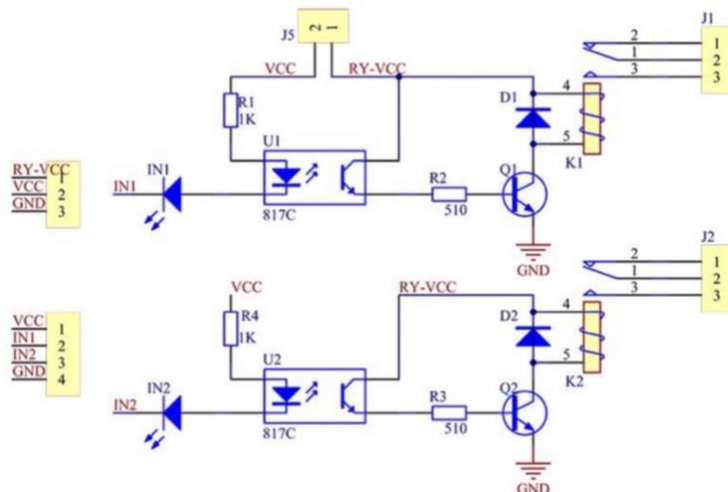 J1
J5
2 1
2
1
1
2
3
3
VCC
RY-VCC
R1
1K
D1
4
5
K1
U1
IN1
RY-VCC
VCC
GND
1
2
3
IN1
R2
510
Q1
817C
GND
J2
2
1
1
2
3
3
VCC
RY-VCC
R4
1K
D2
4
5
K2
VCC
IN1
IN2
GND
1
2
3
4
U2
IN2
IN2
R3
510
Q2
817C
GND